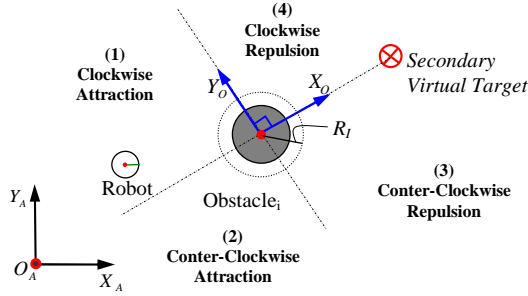 (4)
Clockwise
Repulsion
(1)
Clockwise
Attraction
Y_O
X_O
Secondary
Virtual Target
R_I
Robot
Obstacle_i
(3)
Conter-Clockwise
Repulsion
(2)
Conter-Clockwise
Attraction
Y_A
O_A
X_A